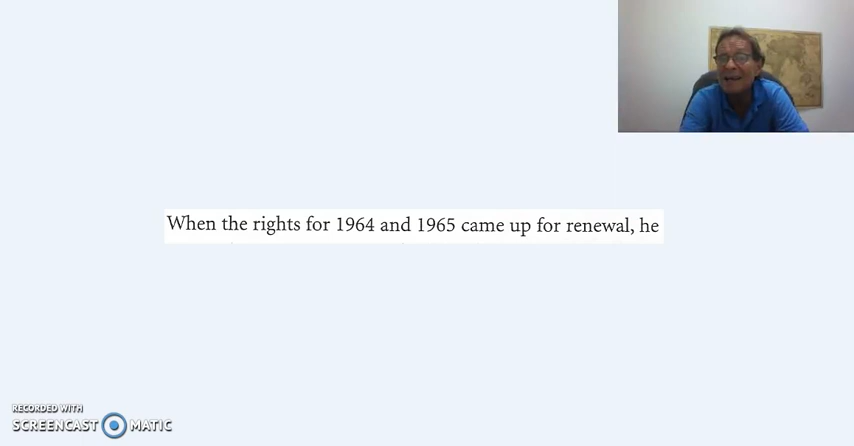 When the rights for 1964 and 1965 came up for renewal, he
RECORDED WITH
SCREENCAST MATIC